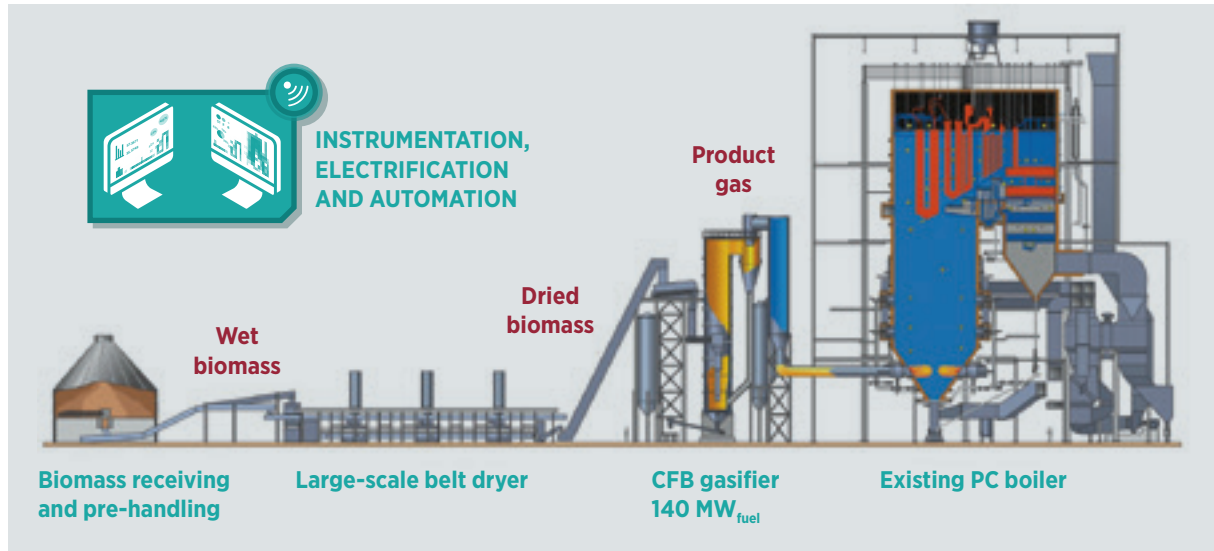 INSTRUMENTATION,
ELECTRIFICATION
AND AUTOMATION
Product
gas
Dried
biomass
Wet
biomass
Biomass receiving
and pre-handling
Large-scale belt dryer
CFB gasifier
140 MWfuel
Existing PC boiler